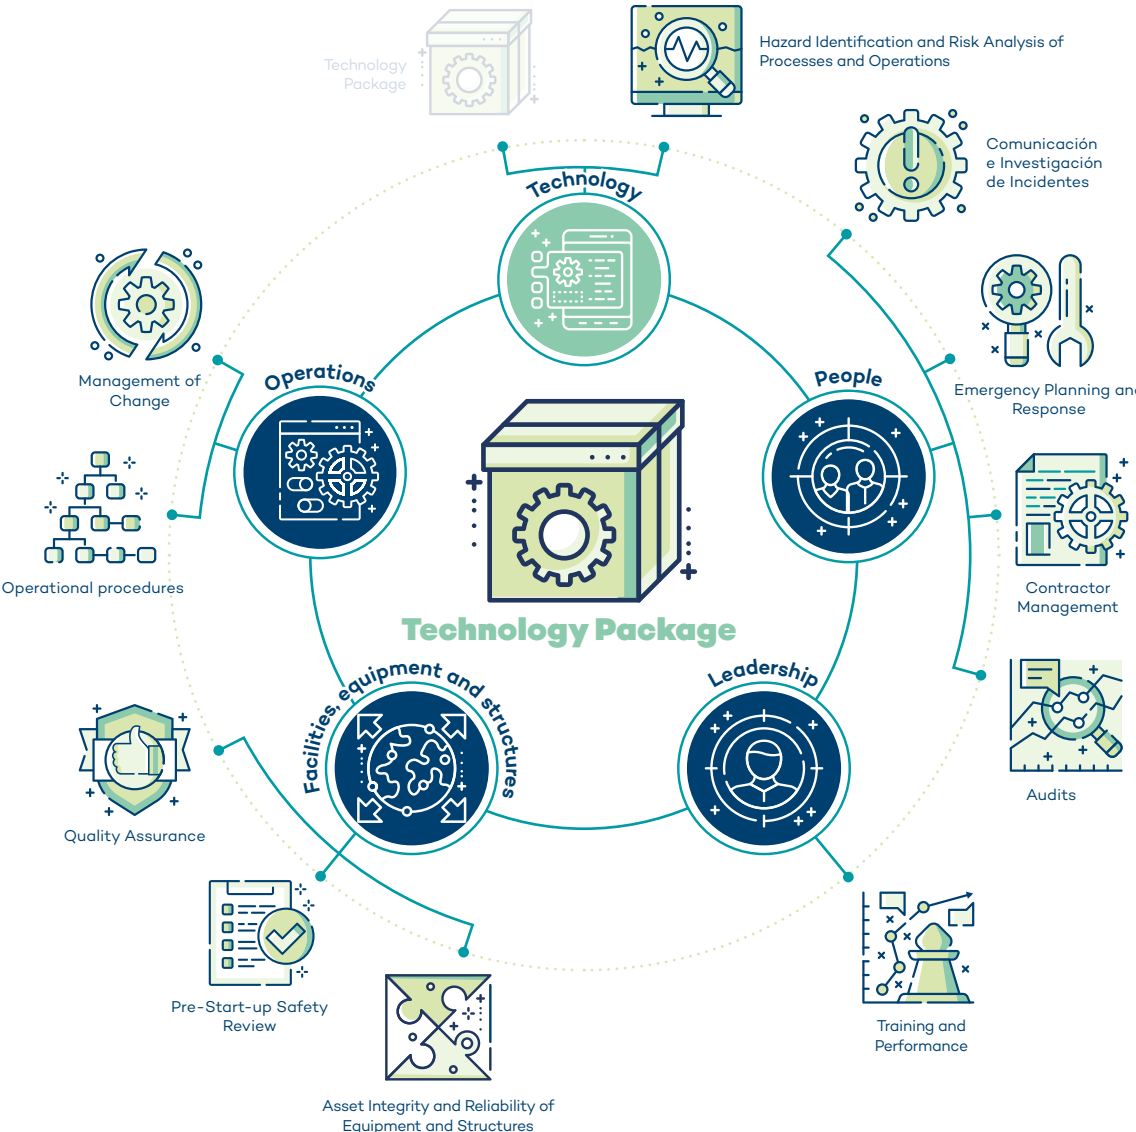 Technology
Package
Hazard Identification and Risk Analysis of
Processes and Operations
Comunicación
e Investigación
de Incidentes
Technology
Management of
Change
Operations
People
Emergency Planning and
Response
Operational procedures
Contractor
Management
Technology Package
Facilities, equipment and structures
Leadership
Audits
Quality Assurance
Pre-Start-up Safety
Review
Training and
Performance
Asset Integrity and Reliability of
Equipment and Structures